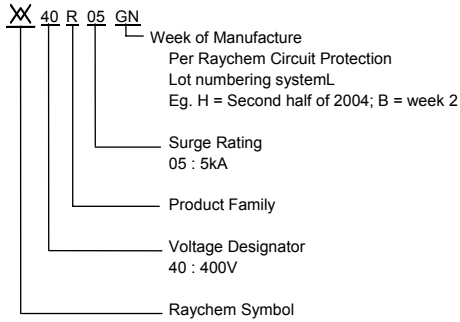 40 R 05 GN
Week of Manufacture
Per Raychem Circuit Protection
Lot numbering systemL
Eg. H = Second half of 2004; B = week 2
Surge Rating
05 : 5kA
Product Family
Voltage Designator
40 : 400V
Raychem Symbol